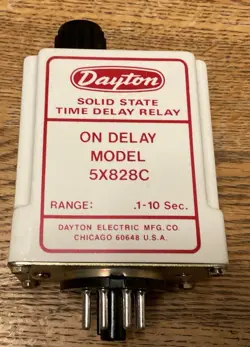 Dayton
SOLID STATE
TIME DELAY RELAY
ON DELAY
MODEL
5X828C
RANGE: .1-10 Sec.
DAYTON ELECTRIC MFG. CO.
CHICAGO 60648 U.S.A.